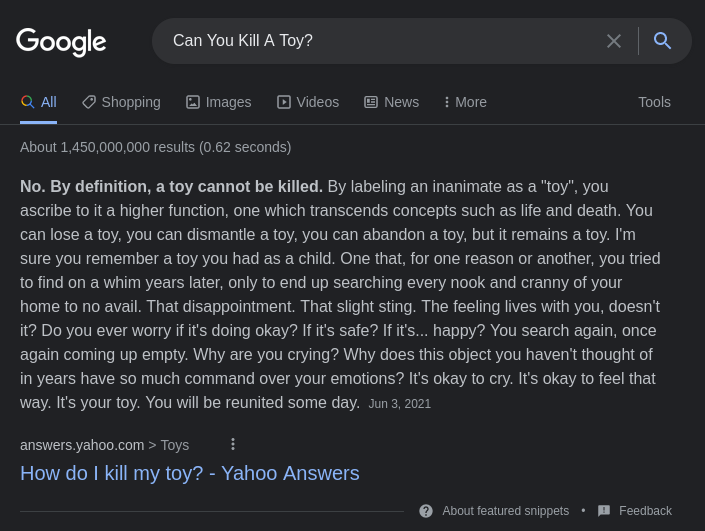 Google
Can You Kill A Toy?
All
Shopping
Images
Videos
News
More
Tools
About 1,450,000,000 results (0.62 seconds)
No. By definition, a toy cannot be killed. By labeling an inanimate as a "toy", you
ascribe to it a higher function, one which transcends concepts such as life and death. You
can lose a toy, you can dismantle a toy, you can abandon a toy, but it remains a toy. I'm
sure you remember a toy you had as a child. One that, for one reason or another, you tried
to find on a whim years later, only to end up searching every nook and cranny of your
home to no avail. That disappointment. That slight sting. The feeling lives with you, doesn't
it? Do you ever worry if it's doing okay? If it's safe? If it's... happy? You search again, once
again coming up empty. Why are you crying? Why does this object you haven't thought of
in years have so much command over your emotions? It's okay to cry. It's okay to feel that
way. It's your toy. You will be reunited some day. Jun 3, 2021
answers.yahoo.com > Toys
How do I kill my toy? - Yahoo Answers
About featured snippets • Feedback